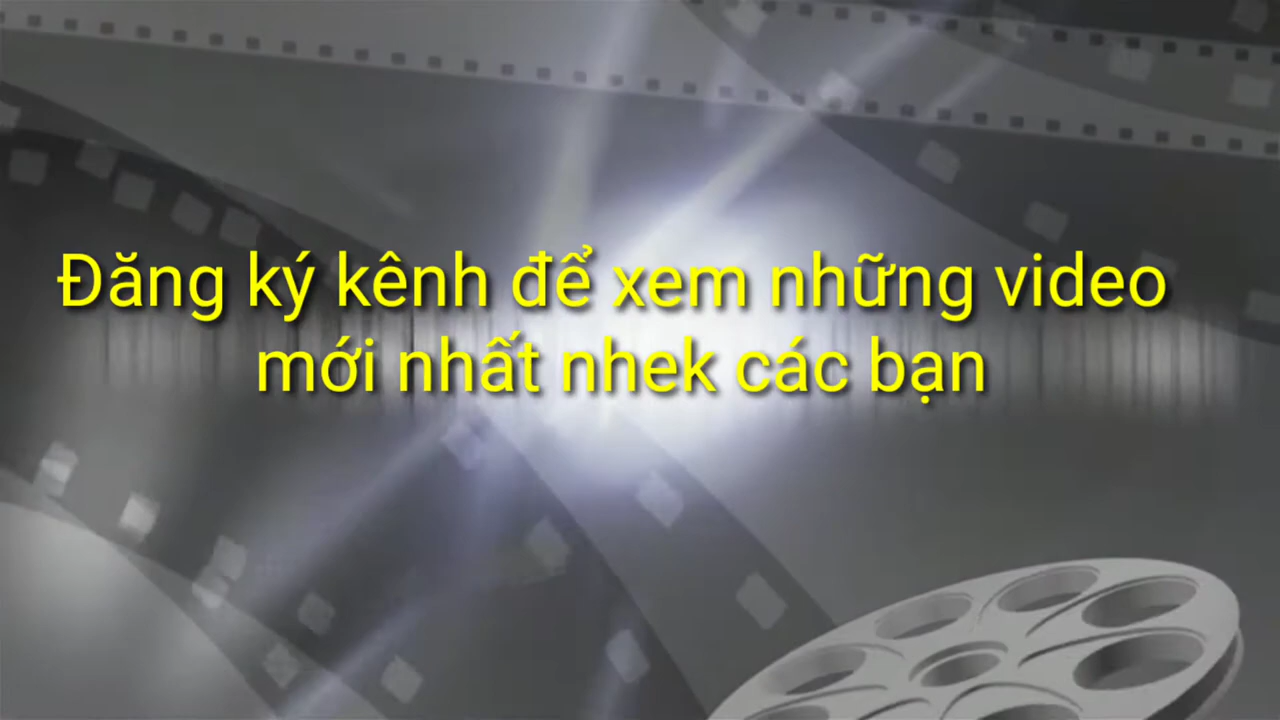 Đăng ký kênh để xem những video
mới nhất nhek các bạn